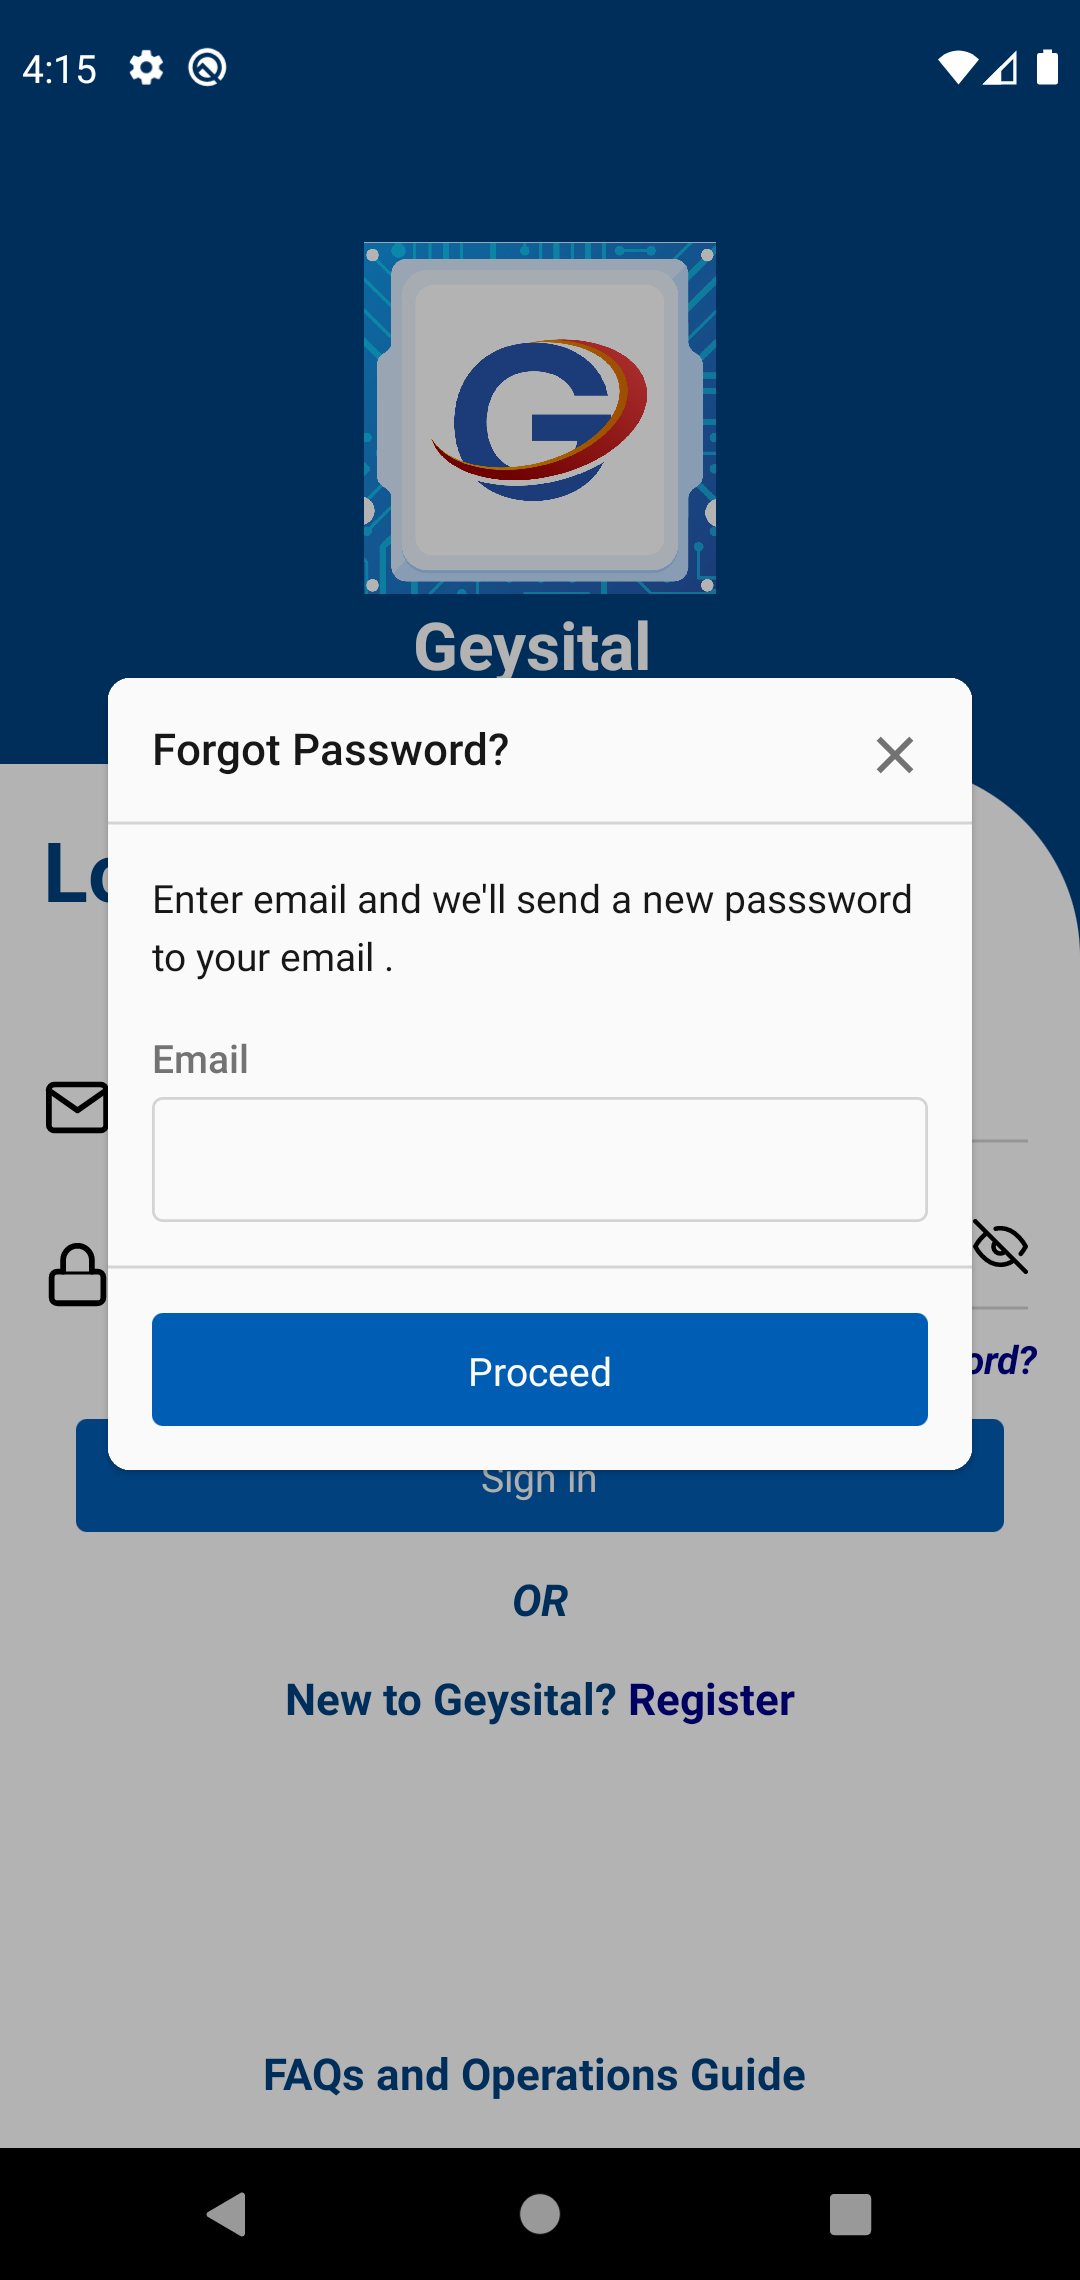 4:15
Geysital
Forgot Password?
Lo
Enter email and we'll send a new passsword
to your email .
Email
Proceed
ord?
Sign in
OR
New to Geysital? Register
FAQs and Operations Guide